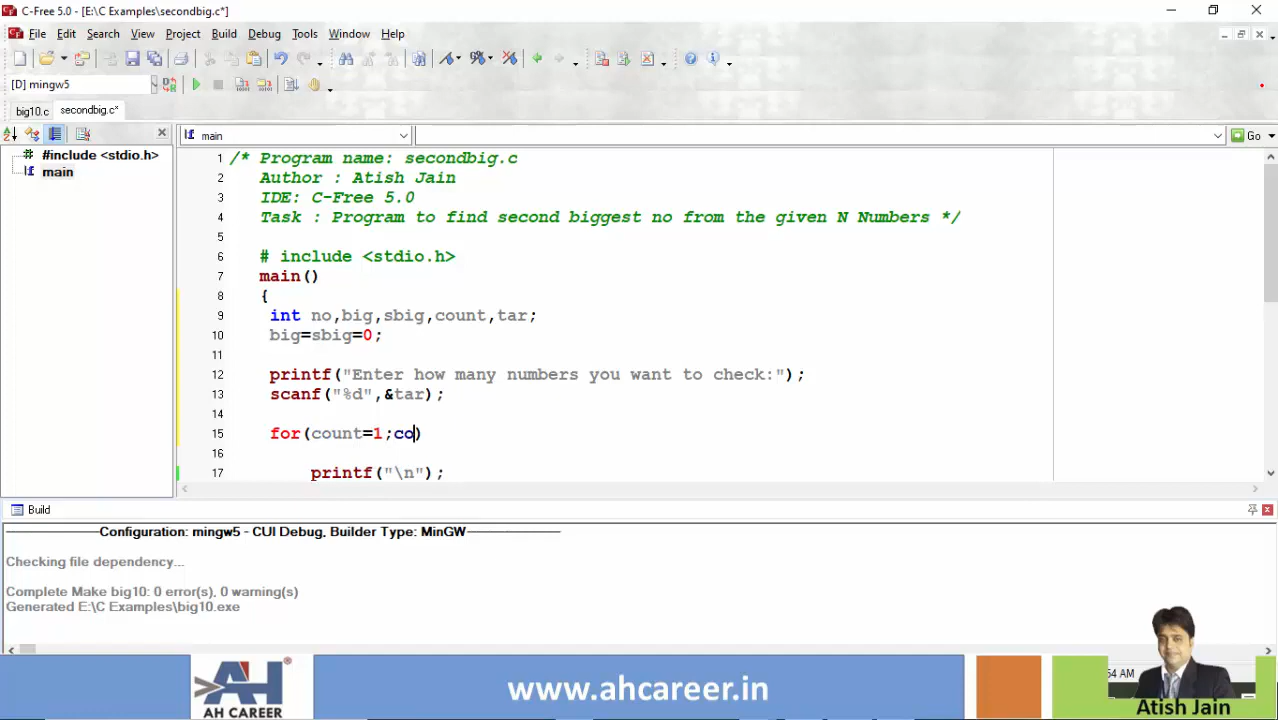 C-Free 5.0 - [E:\C Examples\secondbig.c*]
File Edit Search View Project Build Debug Tools Window Help
[D] mingw5
big10.c secondbig.c*
main
Go
#include <stdio.h>
main
1 /* Program name: secondbig.c
2 Author : Atish Jain
3 IDE: C-Free 5.0
4 Task : Program to find second biggest no from the given N Numbers */
5
6 # include <stdio.h>
7 main()
8 {
9 int no,big,sbig,count,tar;
10 big=sbig=0;
11
12 printf("Enter how many numbers you want to check:");
13 scanf("%d",&tar);
14
15 for(count=1;co)
16
17 printf("\n");
Build
Configuration: mingw5 - CUI Debug, Builder Type: MinGW
Checking file dependency...
Complete Make big10: 0 error(s), 0 warning(s)
Generated E:\C Examples\big10.exe
54 AM
AH
AH CAREER
www.ahcareer.in
Atish Jain